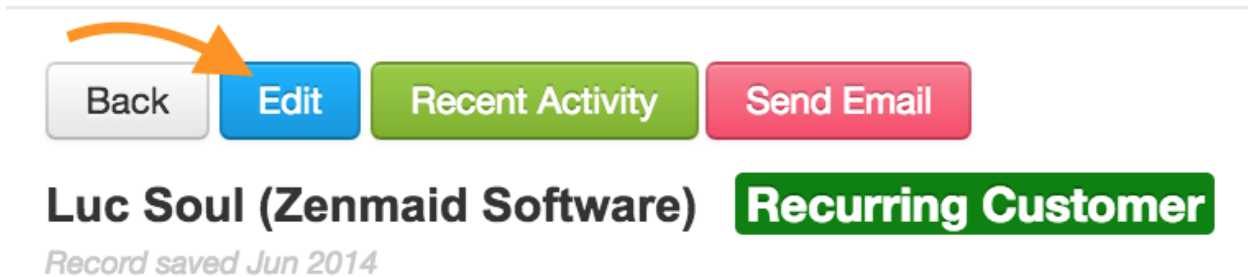 Back Edit Recent Activity Send Email
Luc Soul (Zenmaid Software) Recurring Customer
Record saved Jun 2014